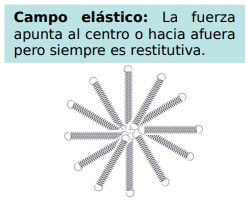 Campo elástico: La fuerza
apunta al centro o hacia afuera
pero siempre es restitutiva.